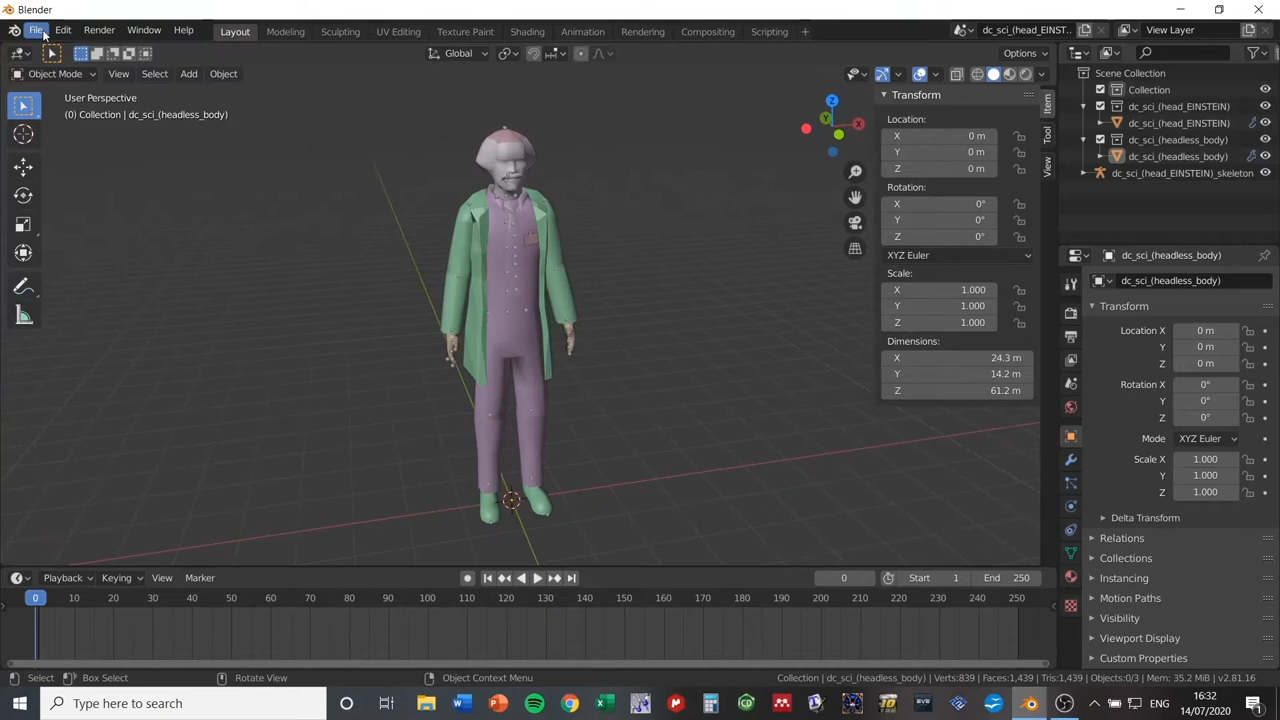 Blender
File Edit Render Window Help Layout Modeling Sculpting UV Editing Texture Paint Shading Animation Rendering Compositing Scripting + dc_sci_(head_EINST... View Layer
Global Options
Object Mode View Select Add Object
User Perspective
(0) Collection | dc_sci_(headless_body)
Z
Y
X
Transform
Location:
X 0 m
Y 0 m
Z 0 m
Rotation:
X 0°
Y 0°
Z 0°
XYZ Euler
Scale:
X 1.000
Y 1.000
Z 1.000
Dimensions:
X 24.3 m
Y 14.2 m
Z 61.2 m
Item
Tool
View
Scene Collection
Collection
dc_sci_(head_EINSTEIN)
dc_sci_(head_EINSTEIN)
dc_sci_(headless_body)
dc_sci_(headless_body)
dc_sci_(head_EINSTEIN)_skeleton
dc_sci_(headless_body)
dc_sci_(headless_body)
Transform
Location X 0 m
Y 0 m
Z 0 m
Rotation X 0°
Y 0°
Z 0°
Mode XYZ Euler
Scale X 1.000
Y 1.000
Z 1.000
Delta Transform
Relations
Collections
Instancing
Motion Paths
Visibility
Viewport Display
Custom Properties
Playback Keying View Marker 0 Start 1 End 250
0 10 20 30 40 50 60 70 80 90 100 110 120 130 140 150 160 170 180 190 200 210 220 230 240 250
Select Box Select Rotate View Object Context Menu Collection | dc_sci_(headless_body) | Verts:839 | Faces:1,439 | Tris:1,439 | Objects:0/3 | Mem: 35.2 MiB | v2.81.16
Type here to search
ENG
16:32
14/07/2020